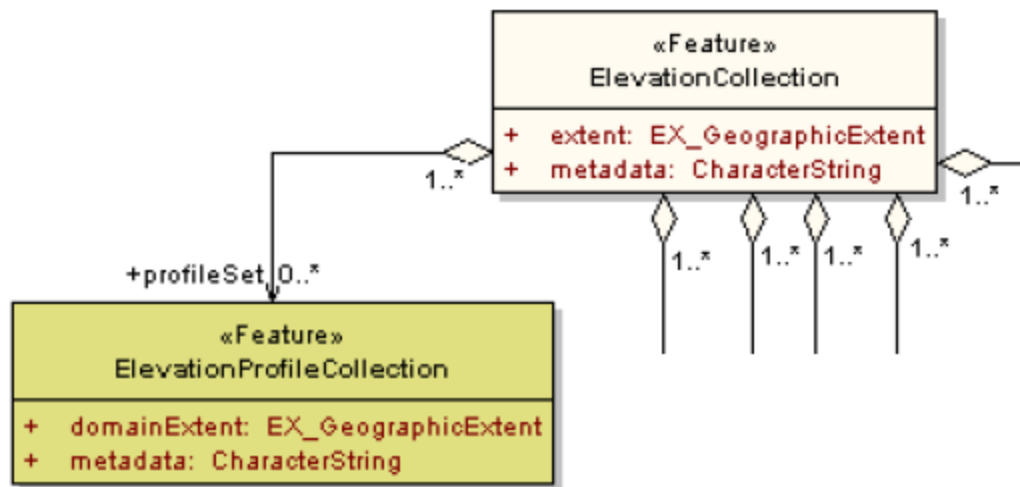 «Feature»
ElevationCollection
+ extent: EX_GeographicExtent
+ metadata: CharacterString
1..*
1..*
1..*
1..*
1..*
1..*
+profileSet 0..*
«Feature»
ElevationProfileCollection
+ domainExtent: EX_GeographicExtent
+ metadata: CharacterString